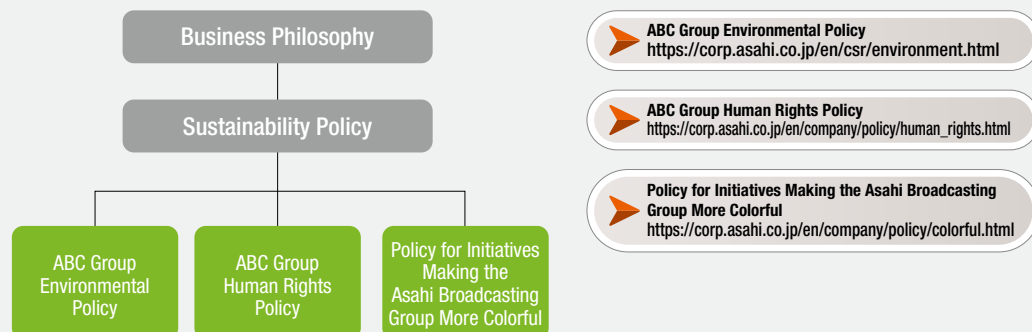 Business Philosophy
Sustainability Policy
ABC Group
Environmental
Policy
ABC Group
Human Rights
Policy
Policy for Initiatives
Making the
Asahi Broadcasting
Group More Colorful
ABC Group Environmental Policy
https://corp.asahi.co.jp/en/csr/environment.html
ABC Group Human Rights Policy
https://corp.asahi.co.jp/en/company/policy/human_rights.html
Policy for Initiatives Making the Asahi Broadcasting
Group More Colorful
https://corp.asahi.co.jp/en/company/policy/colorful.html